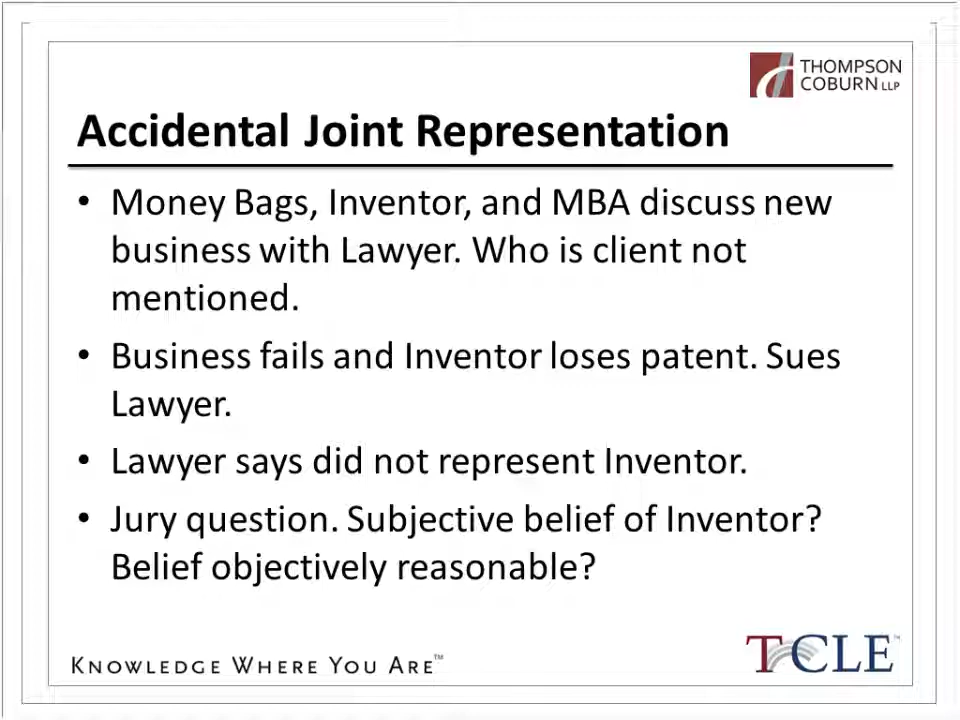 THOMPSON
COBURN LLP
Accidental Joint Representation
• Money Bags, Inventor, and MBA discuss new
business with Lawyer. Who is client not
mentioned.
• Business fails and Inventor loses patent. Sues
Lawyer.
• Lawyer says did not represent Inventor.
• Jury question. Subjective belief of Inventor?
Belief objectively reasonable?
KNOWLEDGE WHERE YOU ARE™
TCLE™